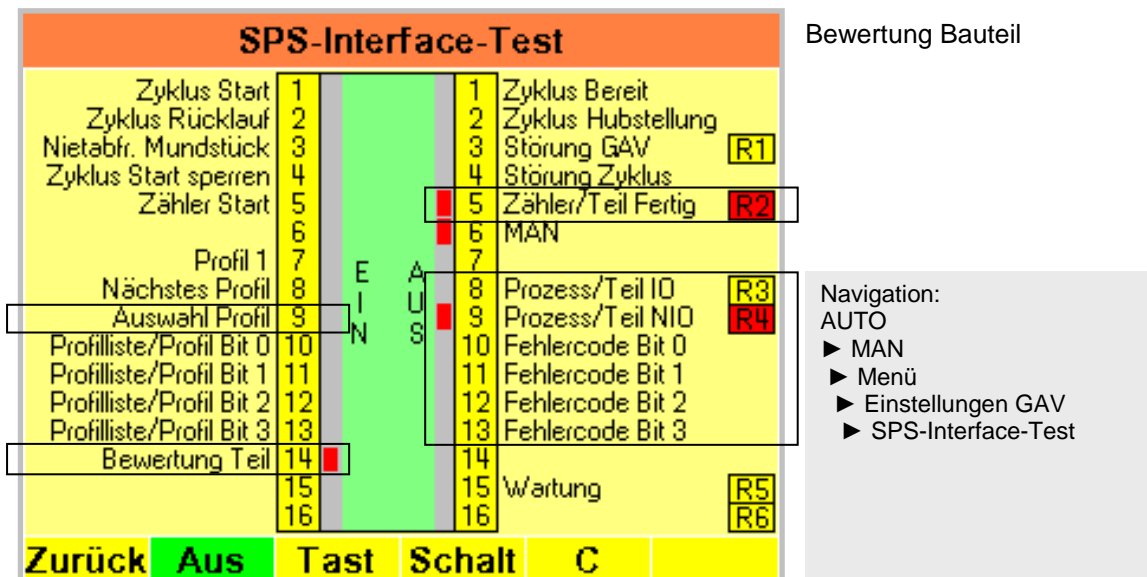 SPS-Interface-Test
Bewertung Bauteil
Zyklus Start 1
Zyklus Rücklauf 2
Nietabfr. Mundstück 3
Zyklus Start sperren 4
Zähler Start 5
6
Profil 1 7
Nächstes Profil 8
Auswahl Profil 9
Profilliste/Profil Bit 0 10
Profilliste/Profil Bit 1 11
Profilliste/Profil Bit 2 12
Profilliste/Profil Bit 3 13
Bewertung Teil 14
15
16
EIN
AUS
1 Zyklus Bereit
2 Zyklus Hubstellung
3 Störung GAV R1
4 Störung Zyklus
5 Zähler/Teil Fertig R2
6 MAN
7
8 Prozess/Teil IO R3
9 Prozess/Teil NIO R4
10 Fehlercode Bit 0
11 Fehlercode Bit 1
12 Fehlercode Bit 2
13 Fehlercode Bit 3
14
15 Wartung R5
16 R6
Zurück Aus Tast Schalt C
Navigation:
AUTO
► MAN
► Menü
► Einstellungen GAV
► SPS-Interface-Test